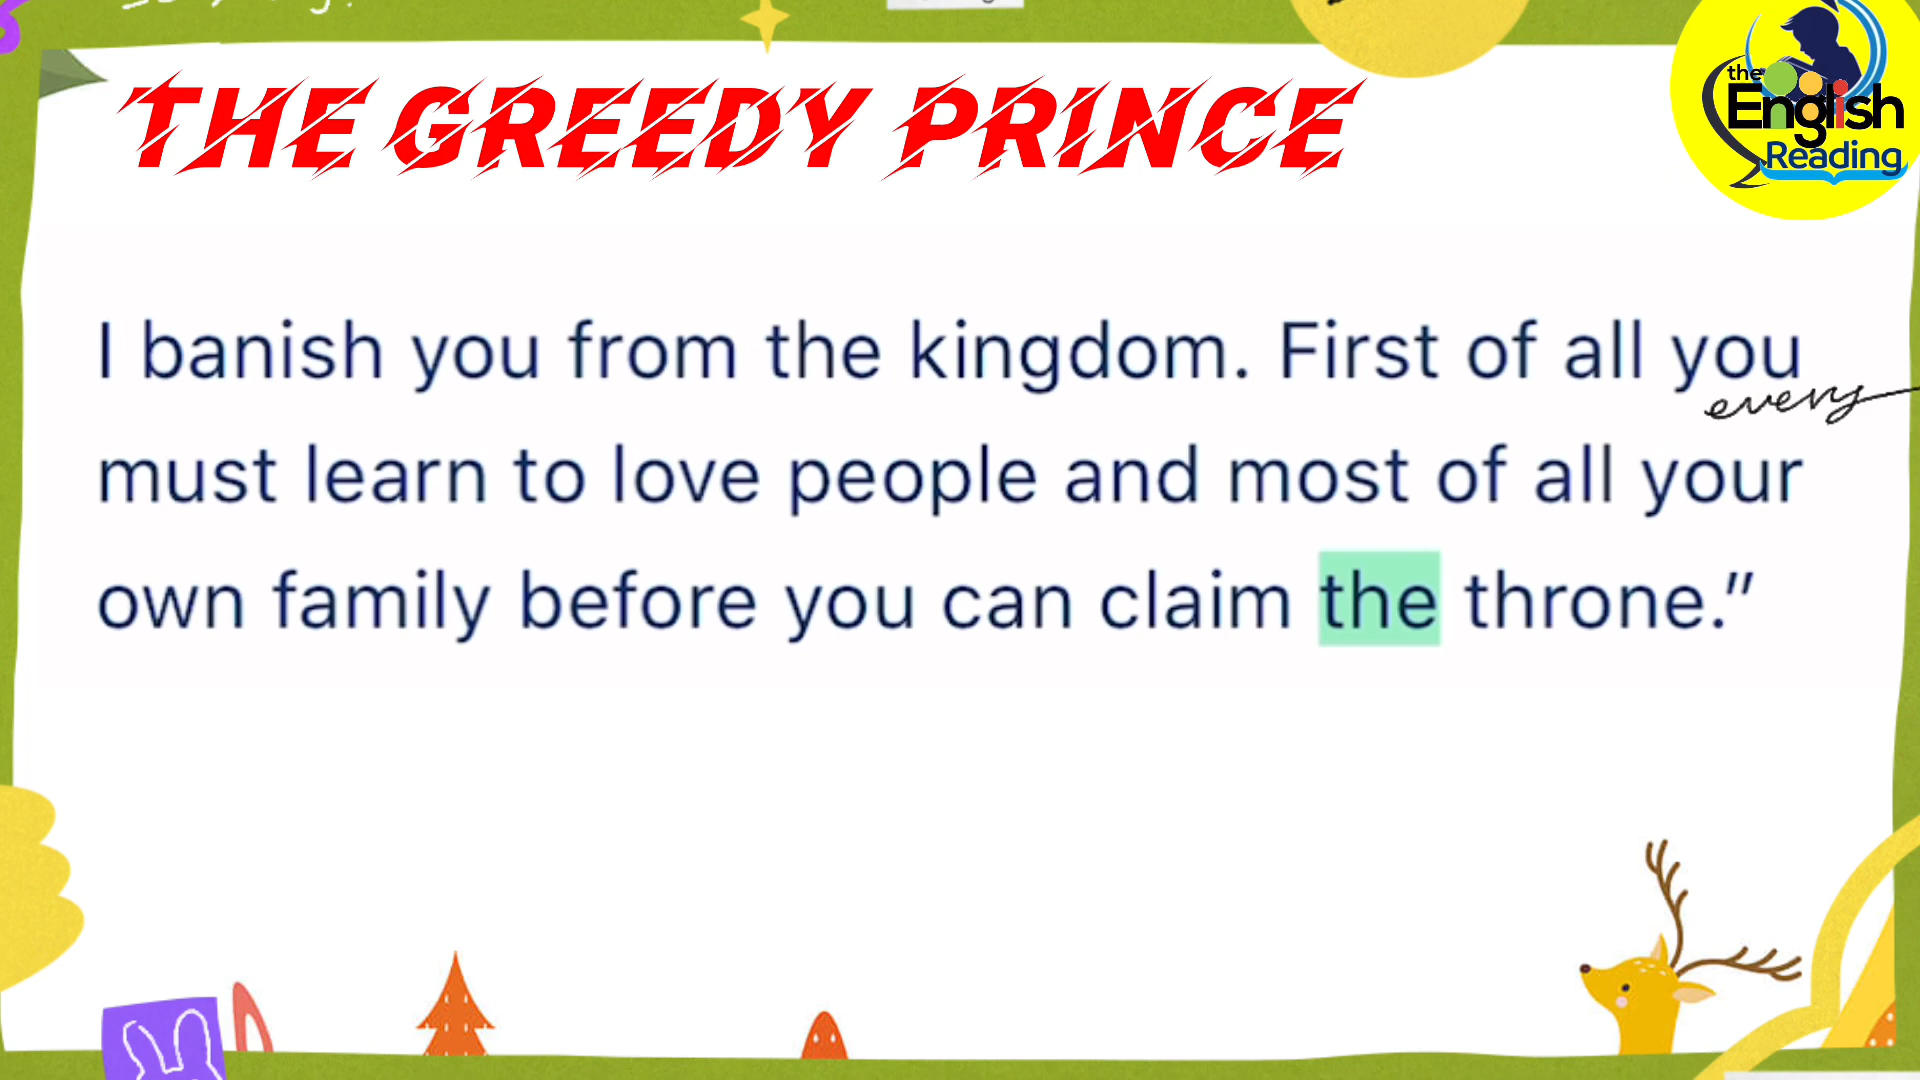 THE GREEDY PRINCE
the
English
Reading
I banish you from the kingdom. First of all you
every
must learn to love people and most of all your
own family before you can claim the throne.”